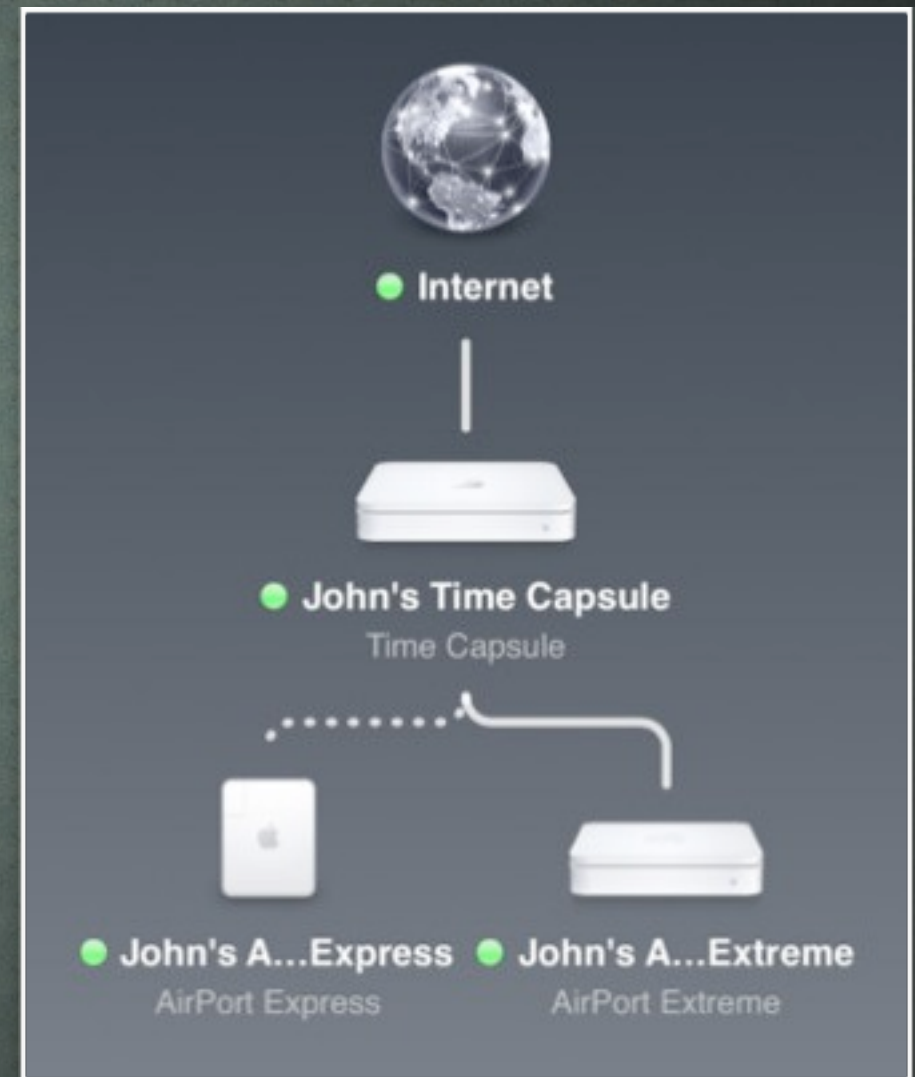 Internet
John's Time Capsule
Time Capsule
John's A...Express John's A...Extreme
AirPort Express AirPort Extreme